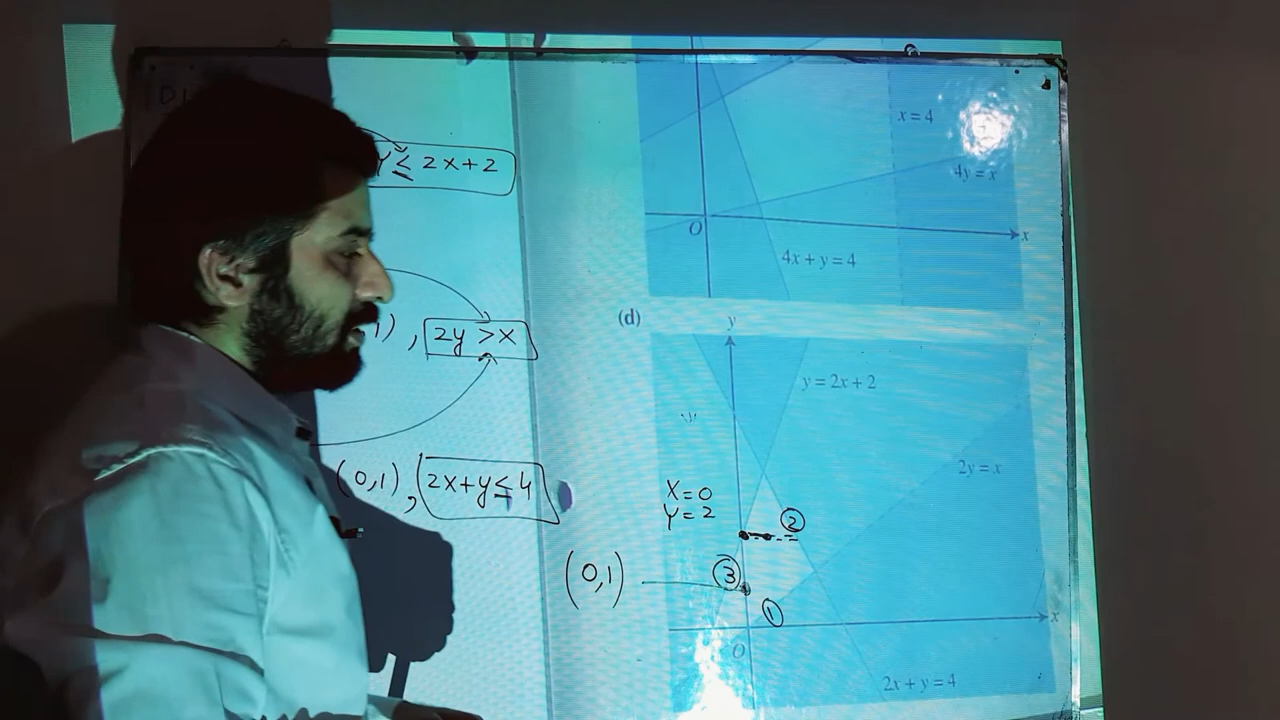 D1
Y ≤ 2x+2
1), 2y > x
(0,1), 2x+y ≤ 4
(0,1)
x = 4
4y = x
O
x
4x + y = 4
(d)
y
y = 2x + 2
2y = x
X=0
Y=2
②
③
①
x
O
2x + y = 4